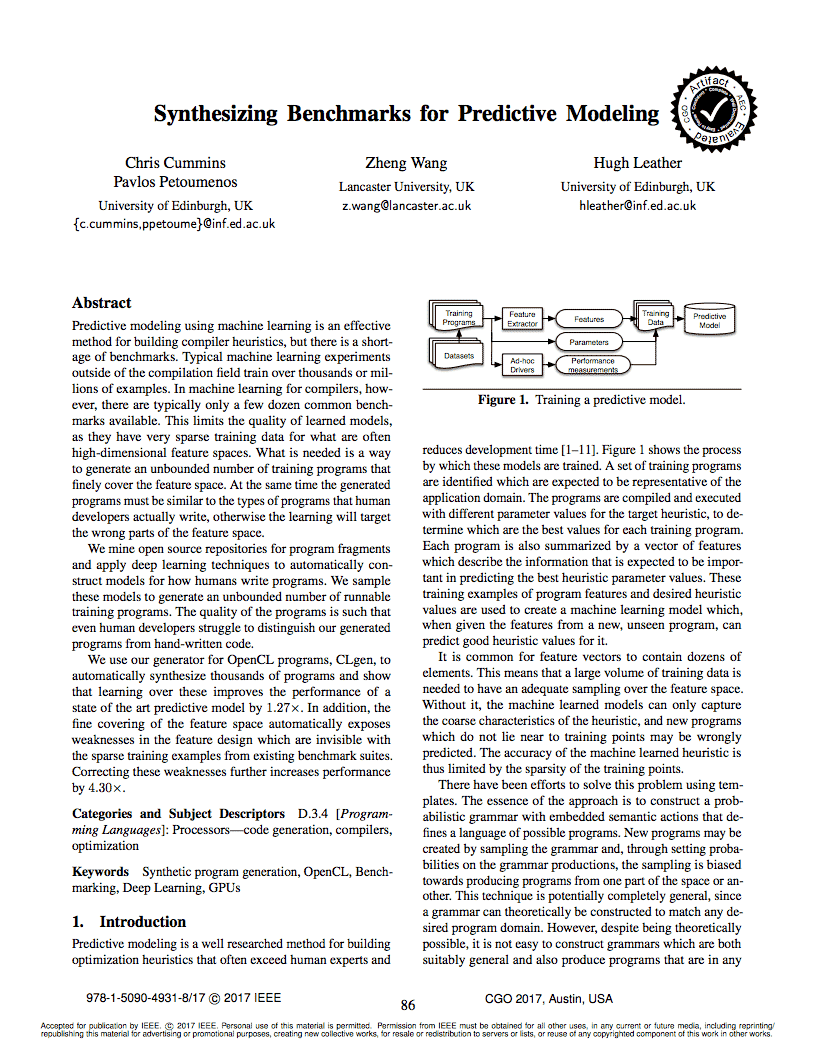 Synthesizing Benchmarks for Predictive Modeling
Artifact
CGO
AEC
Evaluated
Chris Cummins
Pavlos Petoumenos
University of Edinburgh, UK
{c.cummins,ppetoume}@inf.ed.ac.uk
Zheng Wang
Lancaster University, UK
z.wang@lancaster.ac.uk
Hugh Leather
University of Edinburgh, UK
hleather@inf.ed.ac.uk
Abstract
Predictive modeling using machine learning is an effective
method for building compiler heuristics, but there is a short-
age of benchmarks. Typical machine learning experiments
outside of the compilation field train over thousands or mil-
lions of examples. In machine learning for compilers, how-
ever, there are typically only a few dozen common bench-
marks available. This limits the quality of learned models,
as they have very sparse training data for what are often
high-dimensional feature spaces. What is needed is a way
to generate an unbounded number of training programs that
finely cover the feature space. At the same time the generated
programs must be similar to the types of programs that human
developers actually write, otherwise the learning will target
the wrong parts of the feature space.
We mine open source repositories for program fragments
and apply deep learning techniques to automatically con-
struct models for how humans write programs. We sample
these models to generate an unbounded number of runnable
training programs. The quality of the programs is such that
even human developers struggle to distinguish our generated
programs from hand-written code.
We use our generator for OpenCL programs, CLgen, to
automatically synthesize thousands of programs and show
that learning over these improves the performance of a
state of the art predictive model by 1.27×. In addition, the
fine covering of the feature space automatically exposes
weaknesses in the feature design which are invisible with
the sparse training examples from existing benchmark suites.
Correcting these weaknesses further increases performance
by 4.30×.
Categories and Subject Descriptors D.3.4 [Program-
ming Languages]: Processors—code generation, compilers,
optimization
Keywords Synthetic program generation, OpenCL, Bench-
marking, Deep Learning, GPUs
1. Introduction
Predictive modeling is a well researched method for building
optimization heuristics that often exceed human experts and
Training
Programs
Datasets
Feature
Extractor
Ad-hoc
Drivers
Features
Parameters
Performance
measurements
Training
Data
Predictive
Model
Figure 1. Training a predictive model.
reduces development time [1–11]. Figure 1 shows the process
by which these models are trained. A set of training programs
are identified which are expected to be representative of the
application domain. The programs are compiled and executed
with different parameter values for the target heuristic, to de-
termine which are the best values for each training program.
Each program is also summarized by a vector of features
which describe the information that is expected to be impor-
tant in predicting the best heuristic parameter values. These
training examples of program features and desired heuristic
values are used to create a machine learning model which,
when given the features from a new, unseen program, can
predict good heuristic values for it.
It is common for feature vectors to contain dozens of
elements. This means that a large volume of training data is
needed to have an adequate sampling over the feature space.
Without it, the machine learned models can only capture
the coarse characteristics of the heuristic, and new programs
which do not lie near to training points may be wrongly
predicted. The accuracy of the machine learned heuristic is
thus limited by the sparsity of the training points.
There have been efforts to solve this problem using tem-
plates. The essence of the approach is to construct a prob-
abilistic grammar with embedded semantic actions that de-
fines a language of possible programs. New programs may be
created by sampling the grammar and, through setting proba-
bilities on the grammar productions, the sampling is biased
towards producing programs from one part of the space or an-
other. This technique is potentially completely general, since
a grammar can theoretically be constructed to match any de-
sired program domain. However, despite being theoretically
possible, it is not easy to construct grammars which are both
suitably general and also produce programs that are in any
978-1-5090-4931-8/17 © 2017 IEEE
86
CGO 2017, Austin, USA
Accepted for publication by IEEE. © 2017 IEEE. Personal use of this material is permitted. Permission from IEEE must be obtained for all other uses, in any current or future media, including reprinting/
republishing this material for advertising or promotional purposes, creating new collective works, for resale or redistribution to servers or lists, or reuse of any copyrighted component of this work in other works.